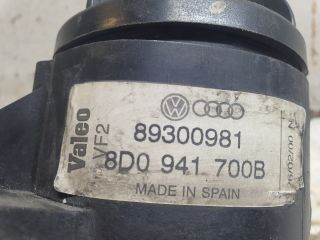 Valeo
VF2
89300981
8D0 941 700B
MADE IN SPAIN